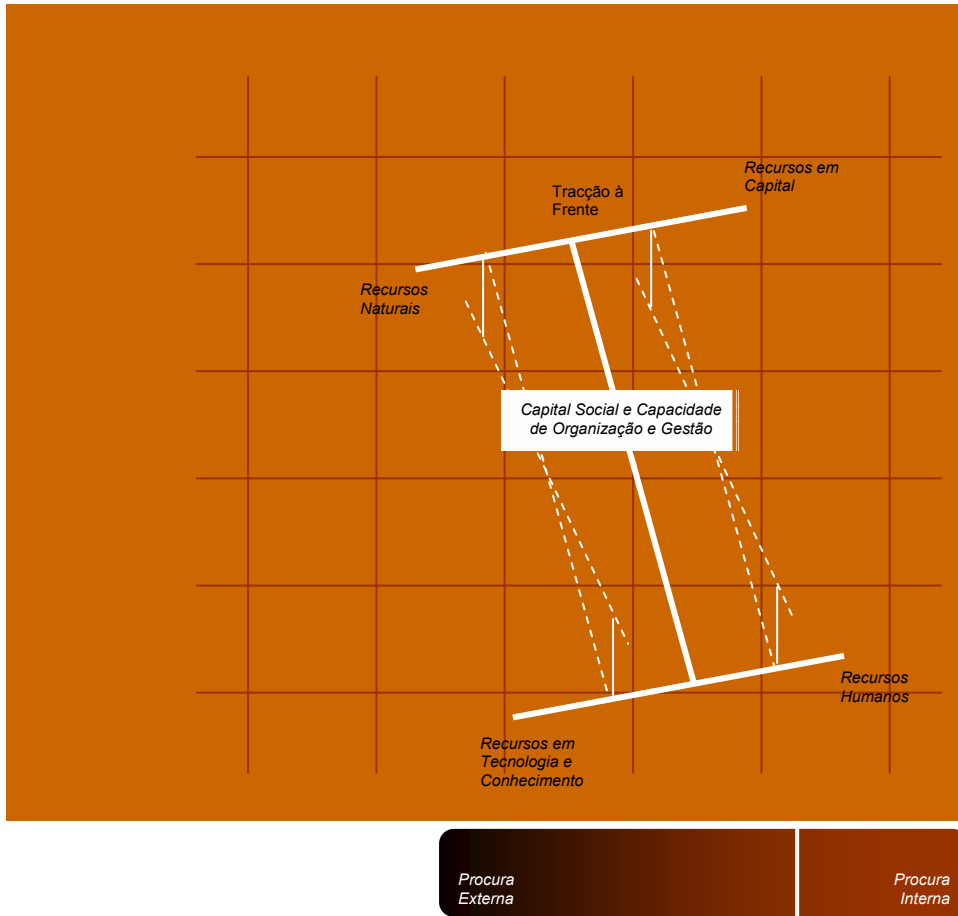 Recursos em
Capital
Tracção à
Frente
Recursos
Naturais
Capital Social e Capacidade
de Organização e Gestão
Recursos
Humanos
Recursos em
Tecnologia e
Conhecimento
Procura
Externa
Procura
Interna